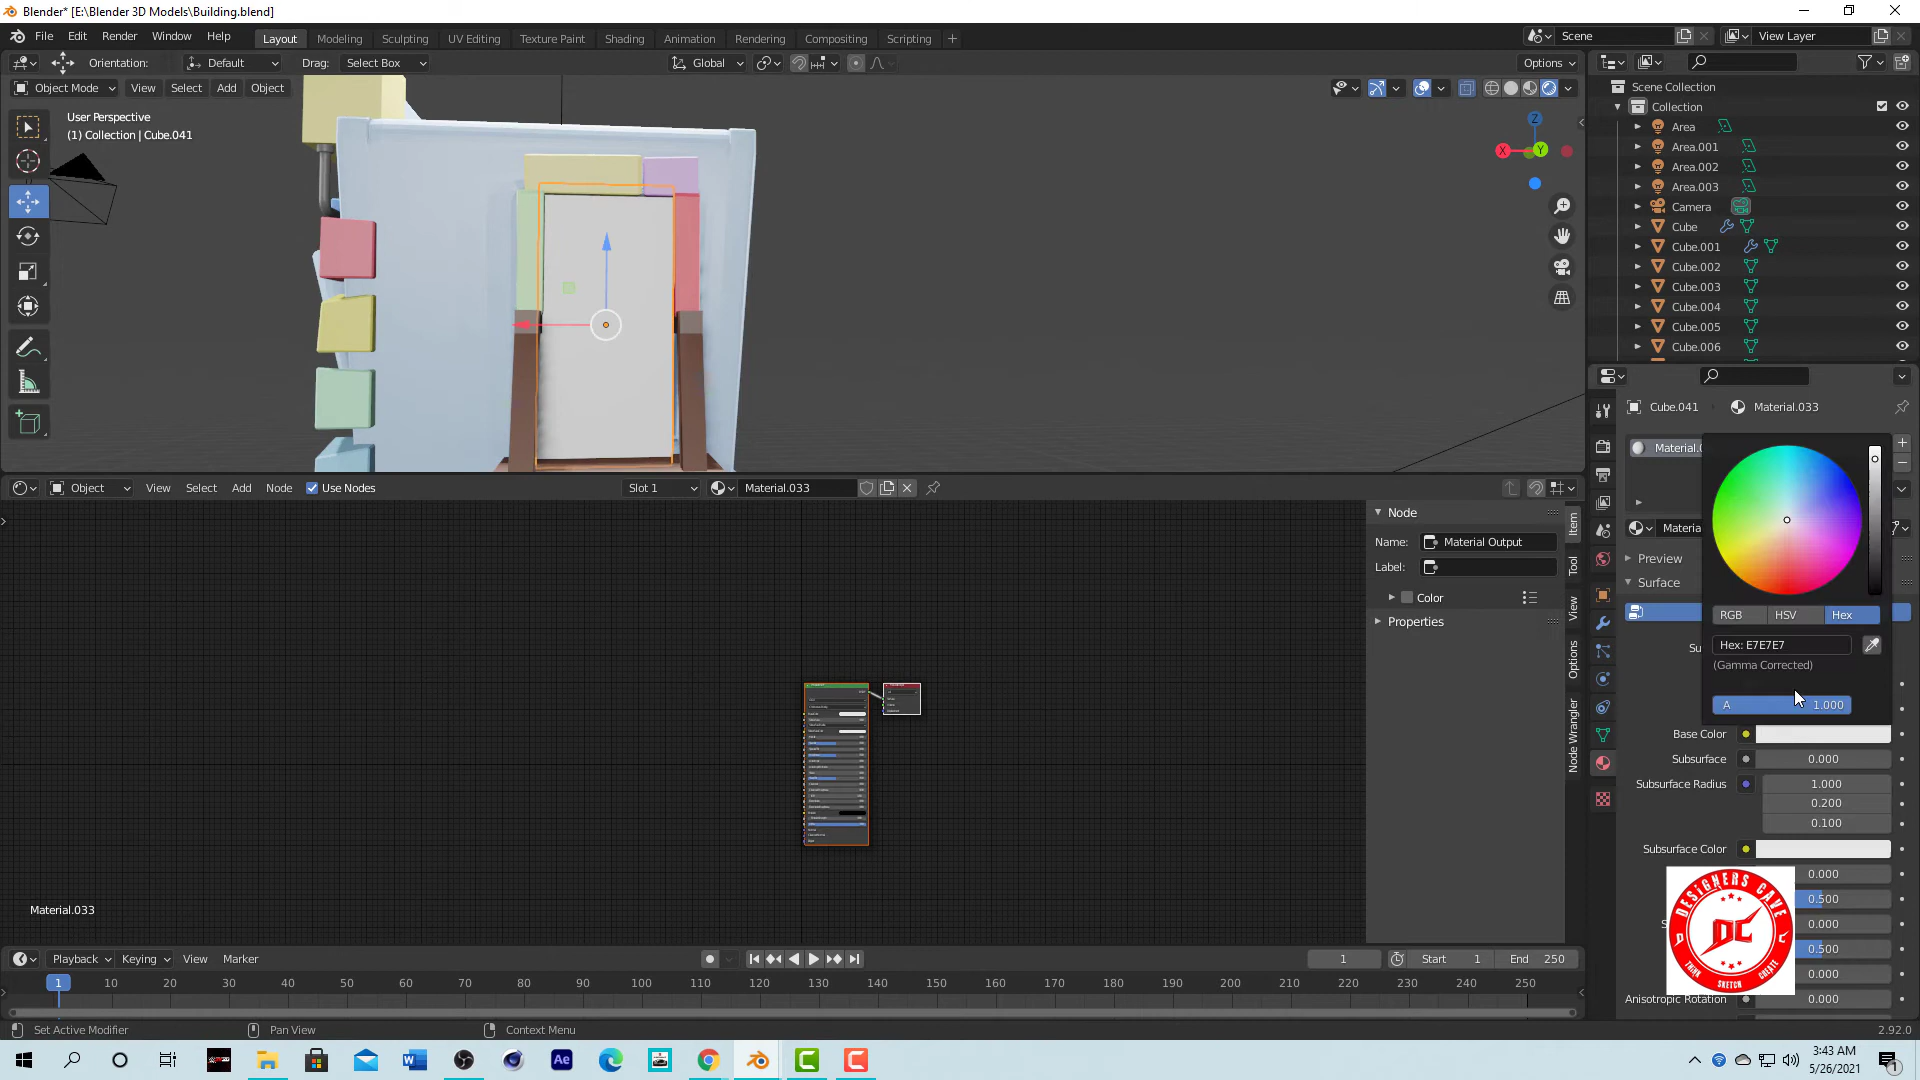 Blender* [E:\Blender 3D Models\Building.blend]
File Edit Render Window Help Layout Modeling Sculpting UV Editing Texture Paint Shading Animation Rendering Compositing Scripting Scene View Layer
Orientation: Default Drag: Select Box Global Options
Object Mode View Select Add Object
User Perspective
(1) Collection | Cube.041
Z
X Y
Scene Collection
Collection
Area
Area.001
Area.002
Area.003
Camera
Cube
Cube.001
Cube.002
Cube.003
Cube.004
Cube.005
Cube.006
Cube.041 Material.033
Material.0
Materia
Preview
Surface
RGB HSV Hex
Hex: E7E7E7
(Gamma Corrected)
Su
A 1.000
Base Color
Subsurface 0.000
Subsurface Radius 1.000
0.200
0.100
Subsurface Color
0.000
0.500
0.000
0.500
0.000
Anisotropic Rotation 0.000
Object View Select Add Node Use Nodes Slot 1 Material.033
Node
Name: Material Output
Label:
Color
Properties
Item
Tool
View
Options
Node Wrangler
Material.033
DESIGNERS CAVE
DC
THINK SKETCH CREATE
Playback Keying View Marker 1 Start 1 End 250
1 10 20 30 40 50 60 70 80 90 100 110 120 130 140 150 160 170 180 190 200 210 220 230 240 250
Set Active Modifier Pan View Context Menu 2.92.0
Ae
3:43 AM
5/26/2021
1